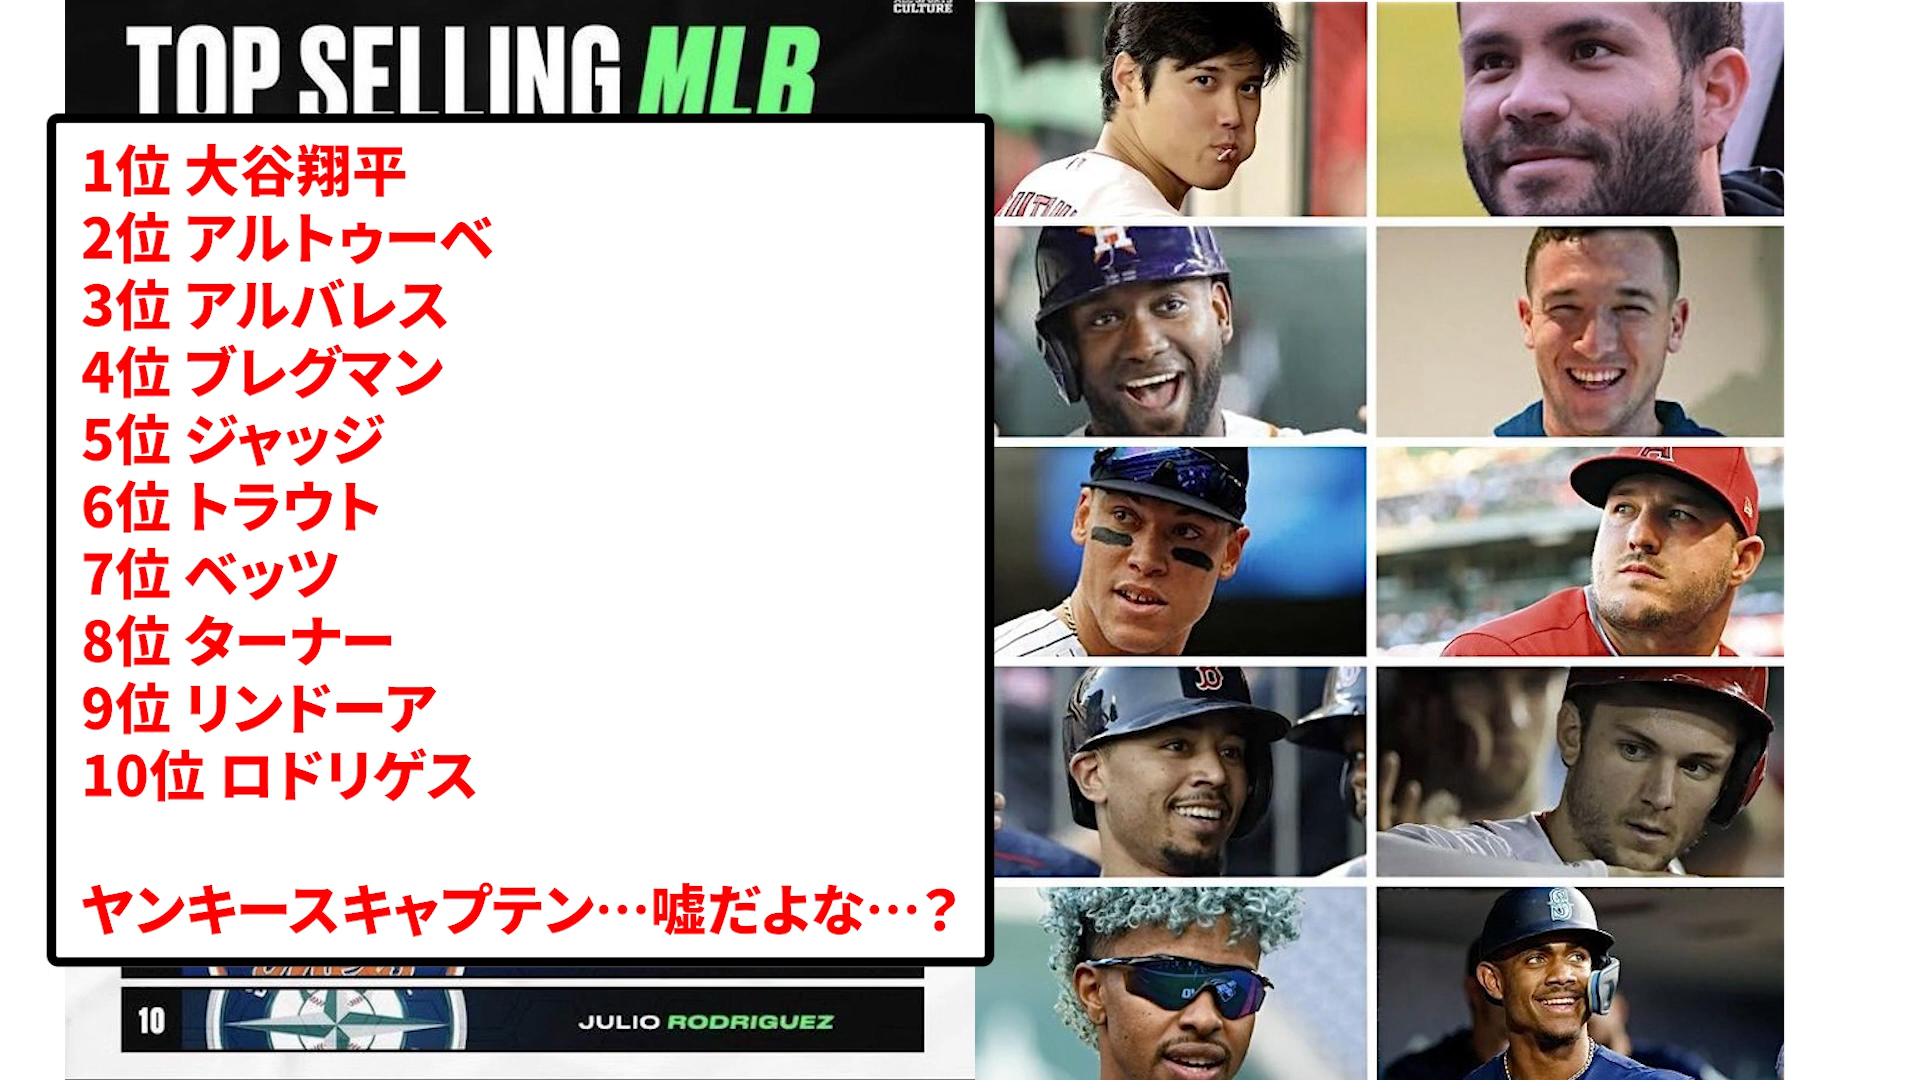 CULTURE
TOP SELLING MLB
1位 大谷翔平
2位 アルトゥーベ
3位 アルバレス
4位 ブレグマン
5位 ジャッジ
6位 トラウト
7位 ベッツ
8位 ターナー
9位 リンドーア
10位 ロドリゲス
ヤンキースキャプテン…嘘だよな…？
10 JULIO RODRIGUEZ